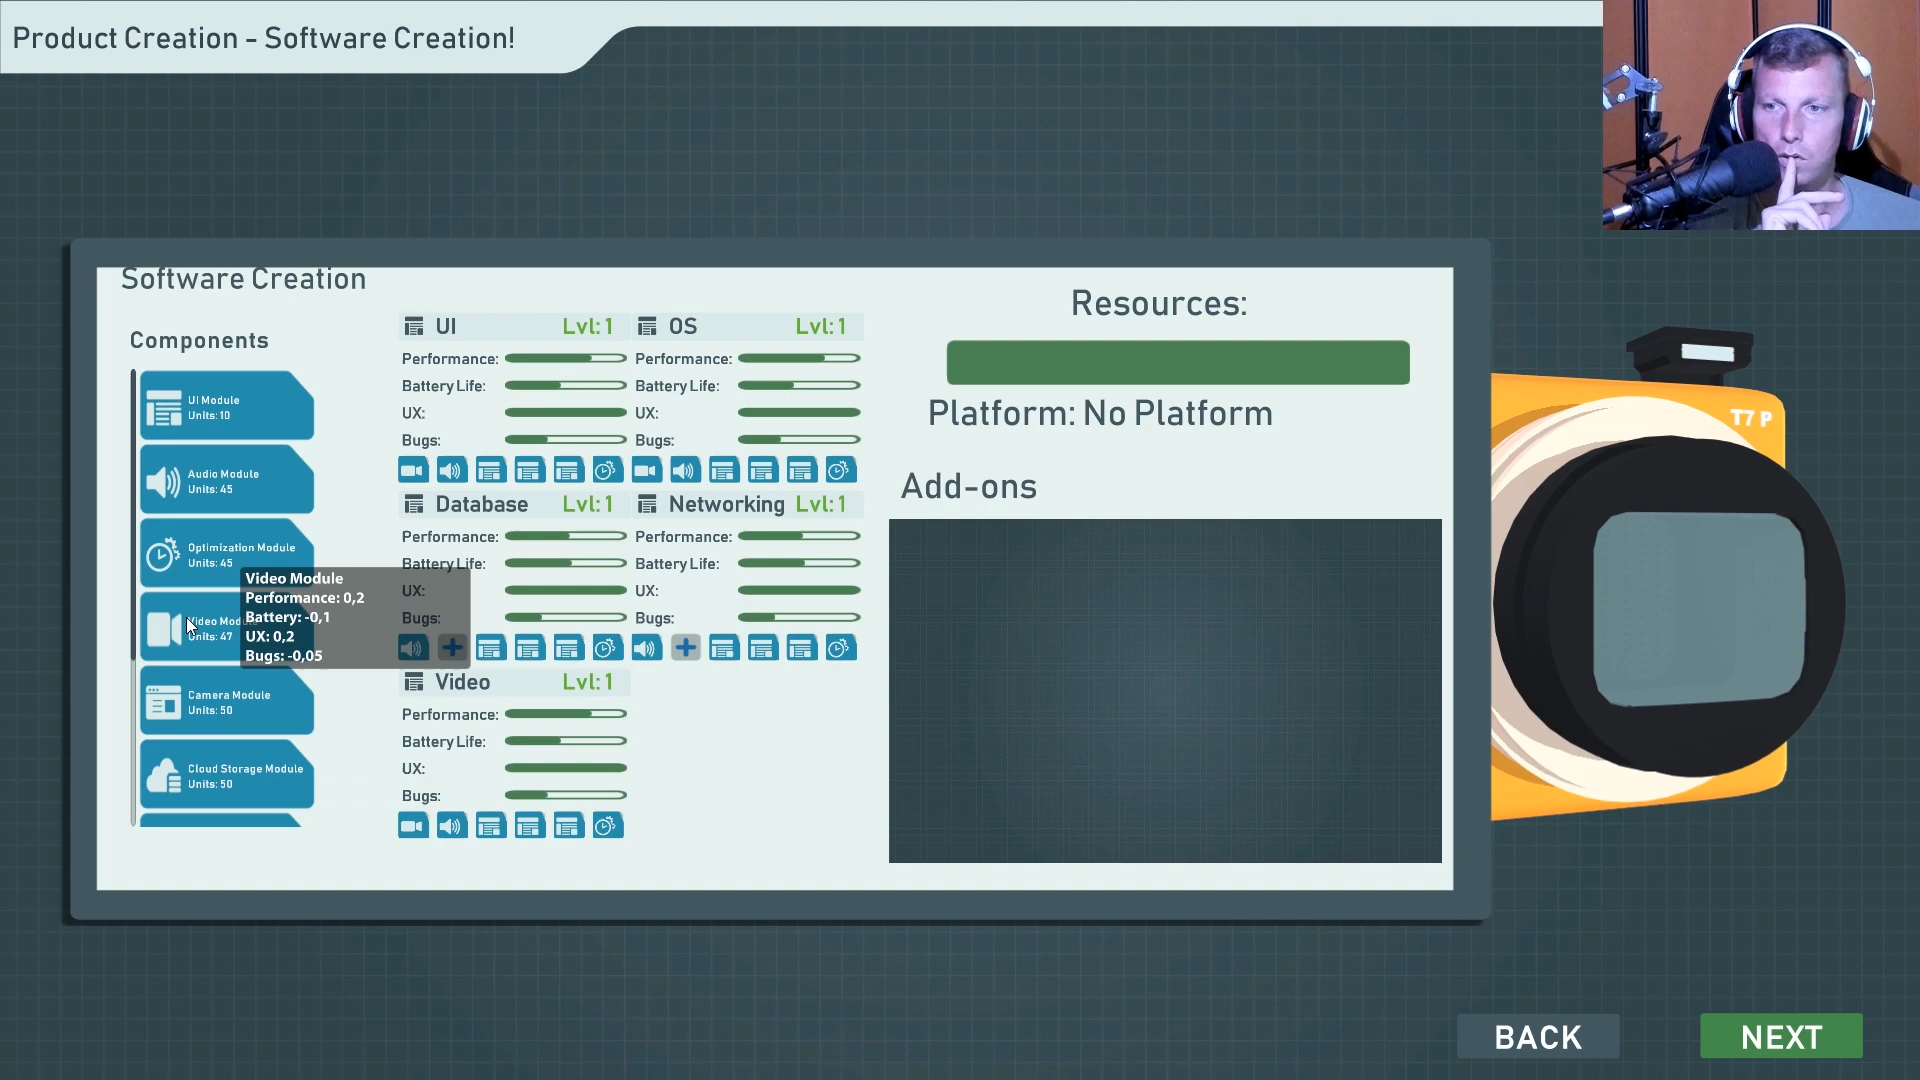 Product Creation - Software Creation!
Software Creation
Components
UI Module
Units: 10
Audio Module
Units: 45
Optimization Module
Units: 45
Video Module
Units: 47
Camera Module
Units: 50
Cloud Storage Module
Units: 50
Video Module
Performance: 0,2
Battery: -0,1
UX: 0,2
Bugs: -0,05
UI Lvl: 1
Performance:
Battery Life:
UX:
Bugs:
OS Lvl: 1
Performance:
Battery Life:
UX:
Bugs:
Database Lvl: 1
Performance:
Battery Life:
UX:
Bugs:
Networking Lvl: 1
Performance:
Battery Life:
UX:
Bugs:
Video Lvl: 1
Performance:
Battery Life:
UX:
Bugs:
Resources:
Platform: No Platform
Add-ons
T7 P
BACK
NEXT